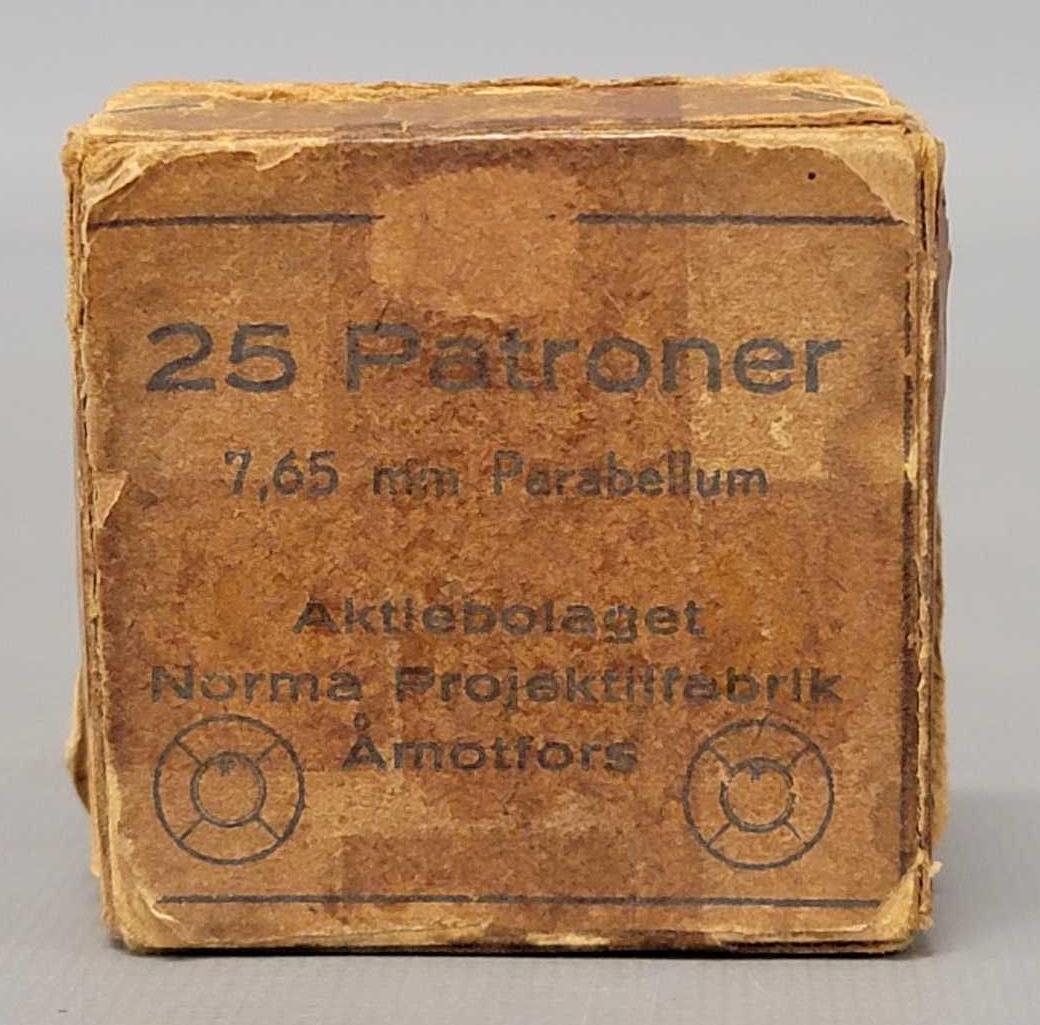 25 Patroner
7,65 mm Parabellum
Aktiebolaget
Norma Projektilfabrik
Åmotfors